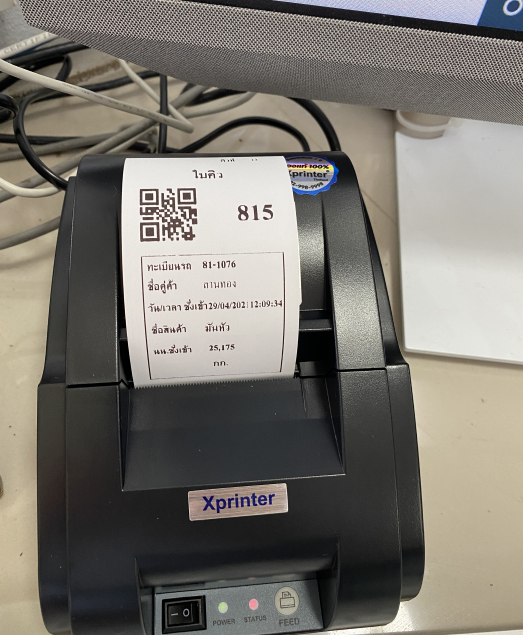 ใบคิว
815
ทะเบียนรถ 81-1076
ชื่อคู่ค้า ลานทอง
วัน/เวลา ชั่งเข้า 29/04/202 12:09:34
ชื่อสินค้า มันหัว
นน.ชั่งเข้า 25,175
กก.
100%
Xprinter
Xprinter
POWER STATUS FEED